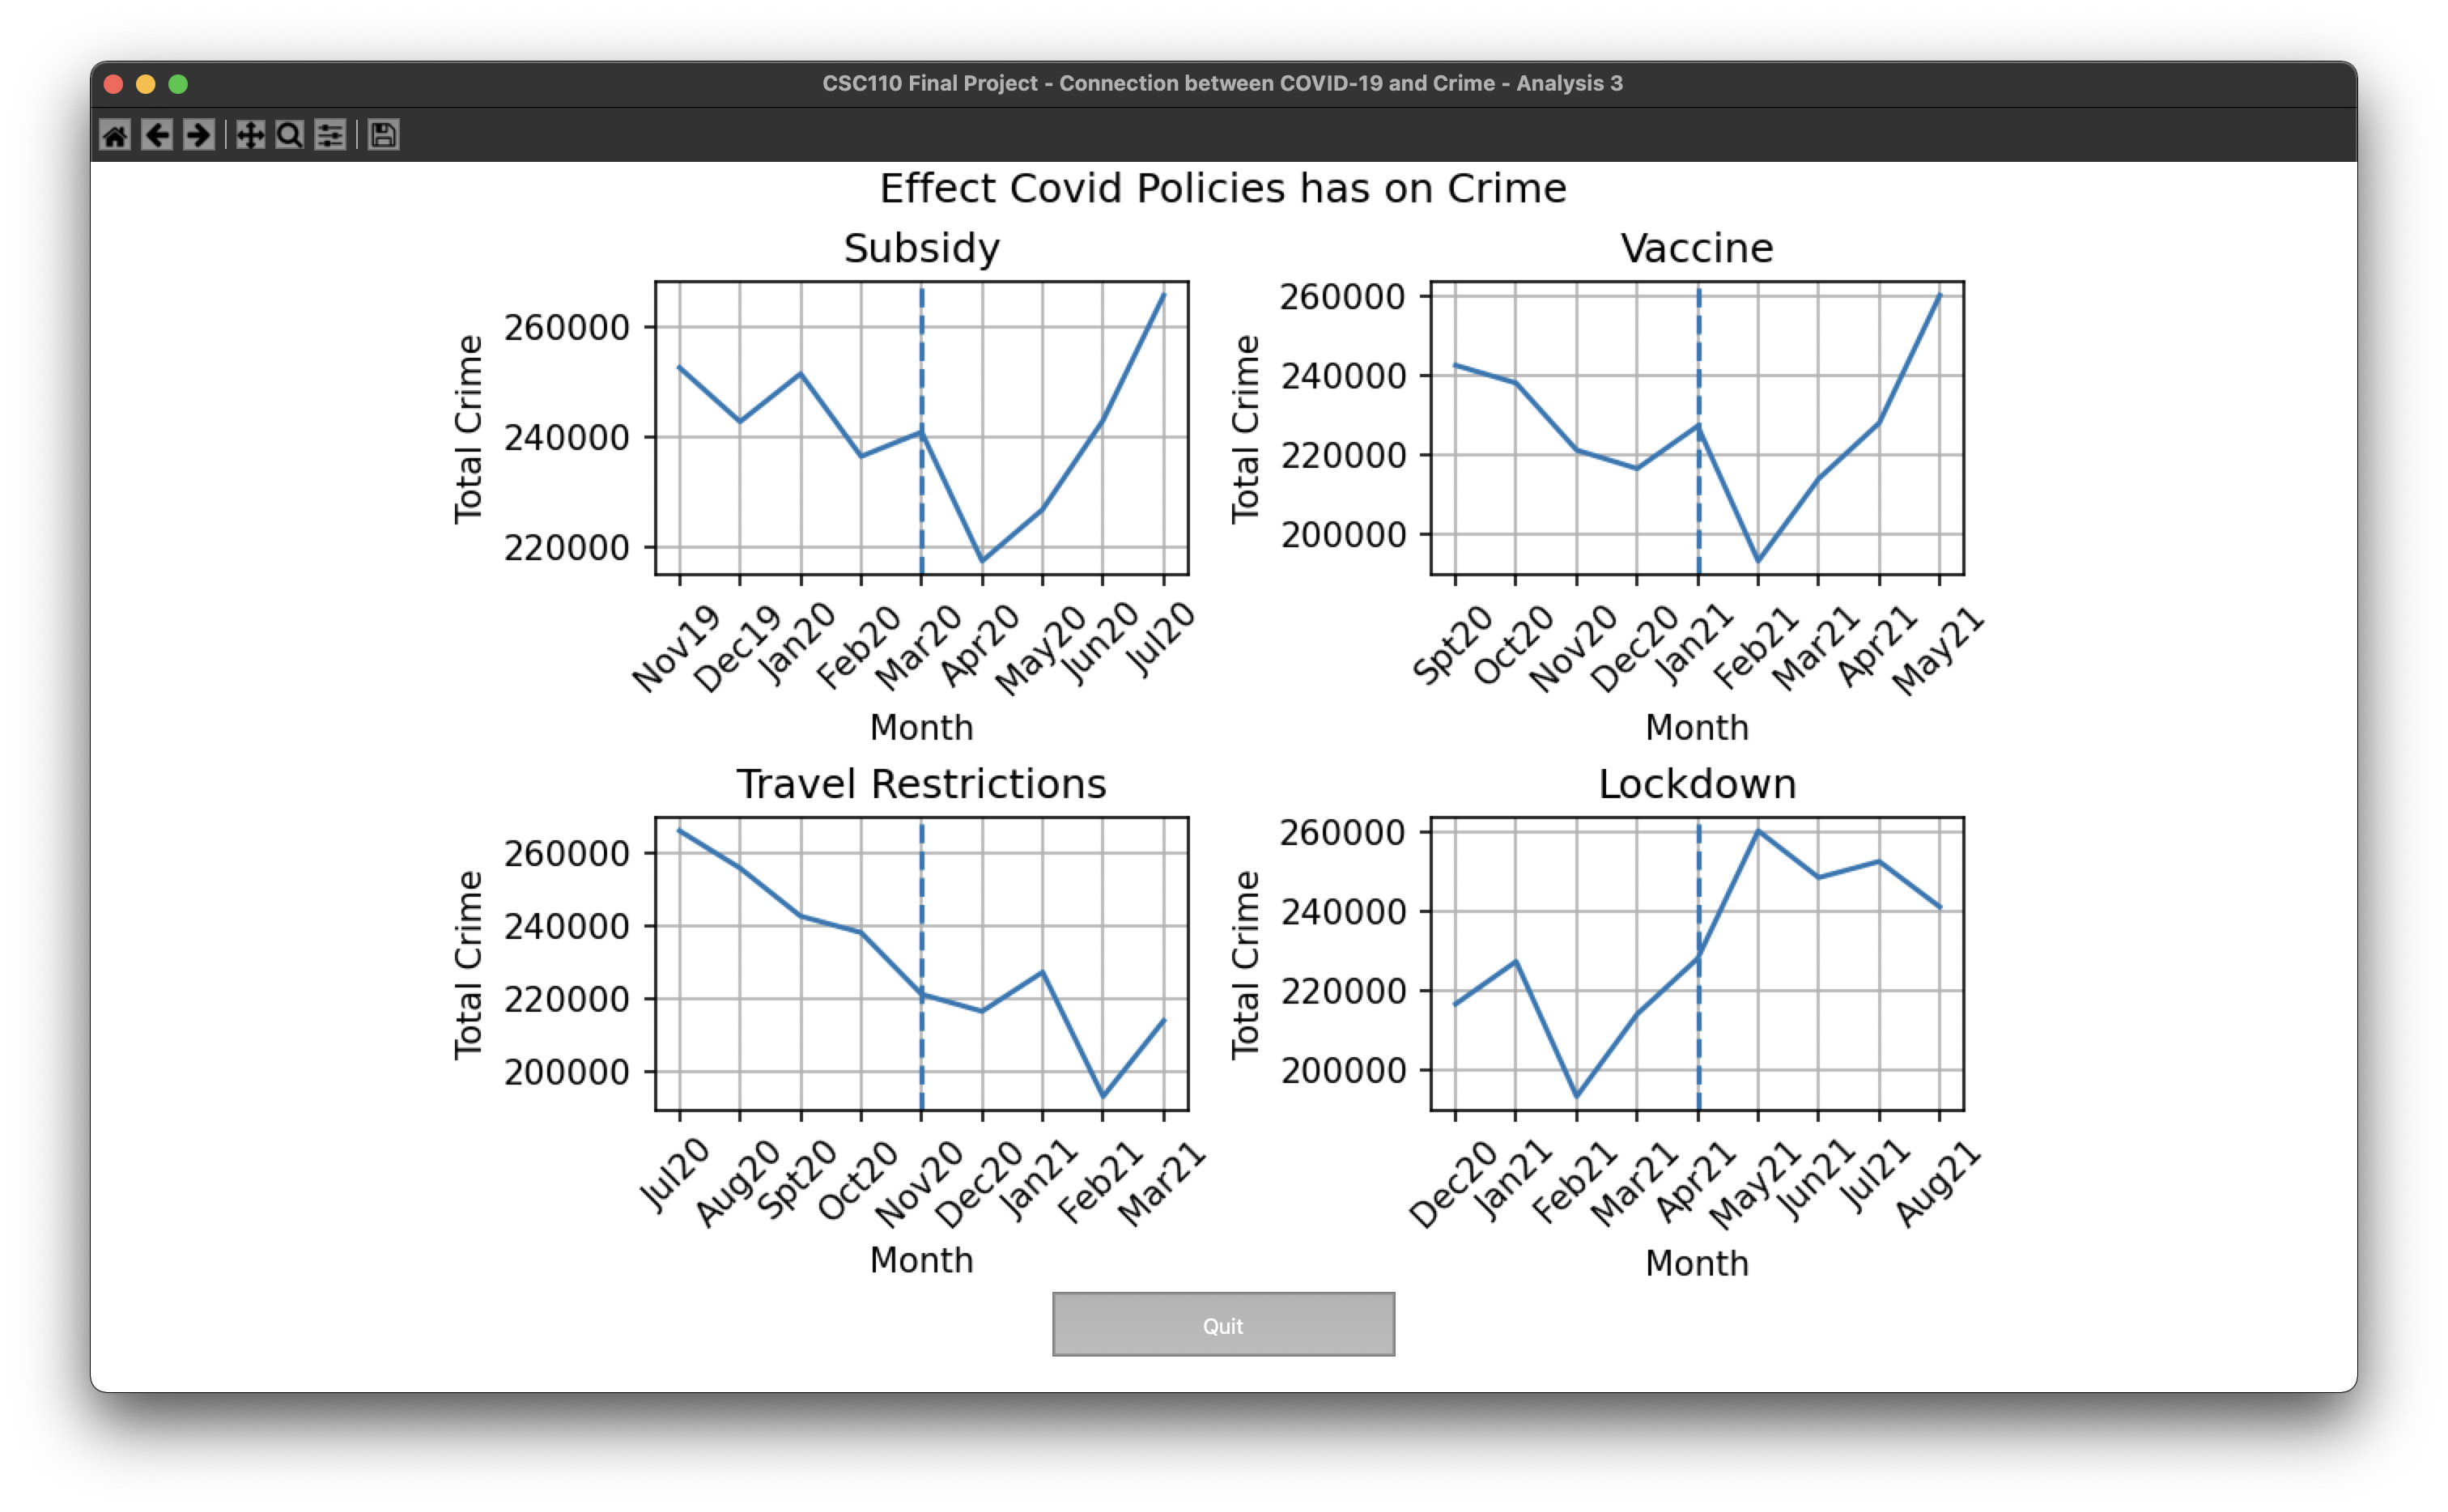 CSC110 Final Project - Connection between COVID-19 and Crime - Analysis 3
Effect Covid Policies has on Crime
Subsidy
Total Crime
260000
240000
220000
Nov19 Dec19 Jan20 Feb20 Mar20 Apr20 May20 Jun20 Jul20
Month
Vaccine
Total Crime
260000
240000
220000
200000
Spt20 Oct20 Nov20 Dec20 Jan21 Feb21 Mar21 Apr21 May21
Month
Travel Restrictions
Total Crime
260000
240000
220000
200000
Jul20 Aug20 Spt20 Oct20 Nov20 Dec20 Jan21 Feb21 Mar21
Month
Lockdown
Total Crime
260000
240000
220000
200000
Dec20 Jan21 Feb21 Mar21 Apr21 May21 Jun21 Jul21 Aug21
Month
Quit